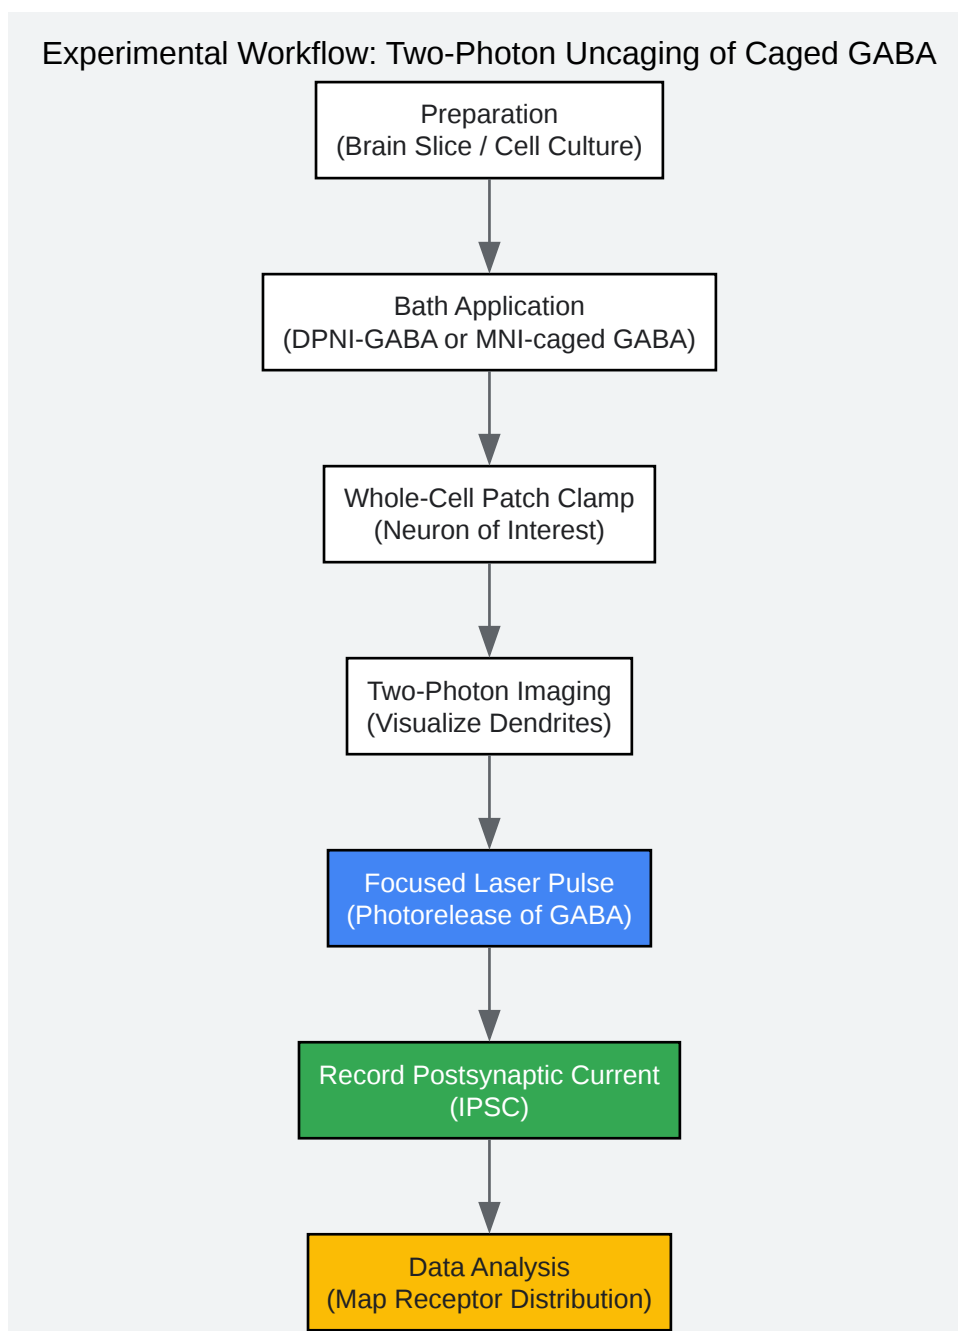 Experimental Workflow: Two-Photon Uncaging of Caged GABA
Preparation
(Brain Slice / Cell Culture)
Bath Application
(DPNI-GABA or MNI-caged GABA)
Whole-Cell Patch Clamp
(Neuron of Interest)
Two-Photon Imaging
(Visualize Dendrites)
Focused Laser Pulse
(Photorelease of GABA)
Record Postsynaptic Current
(IPSC)
Data Analysis
(Map Receptor Distribution)